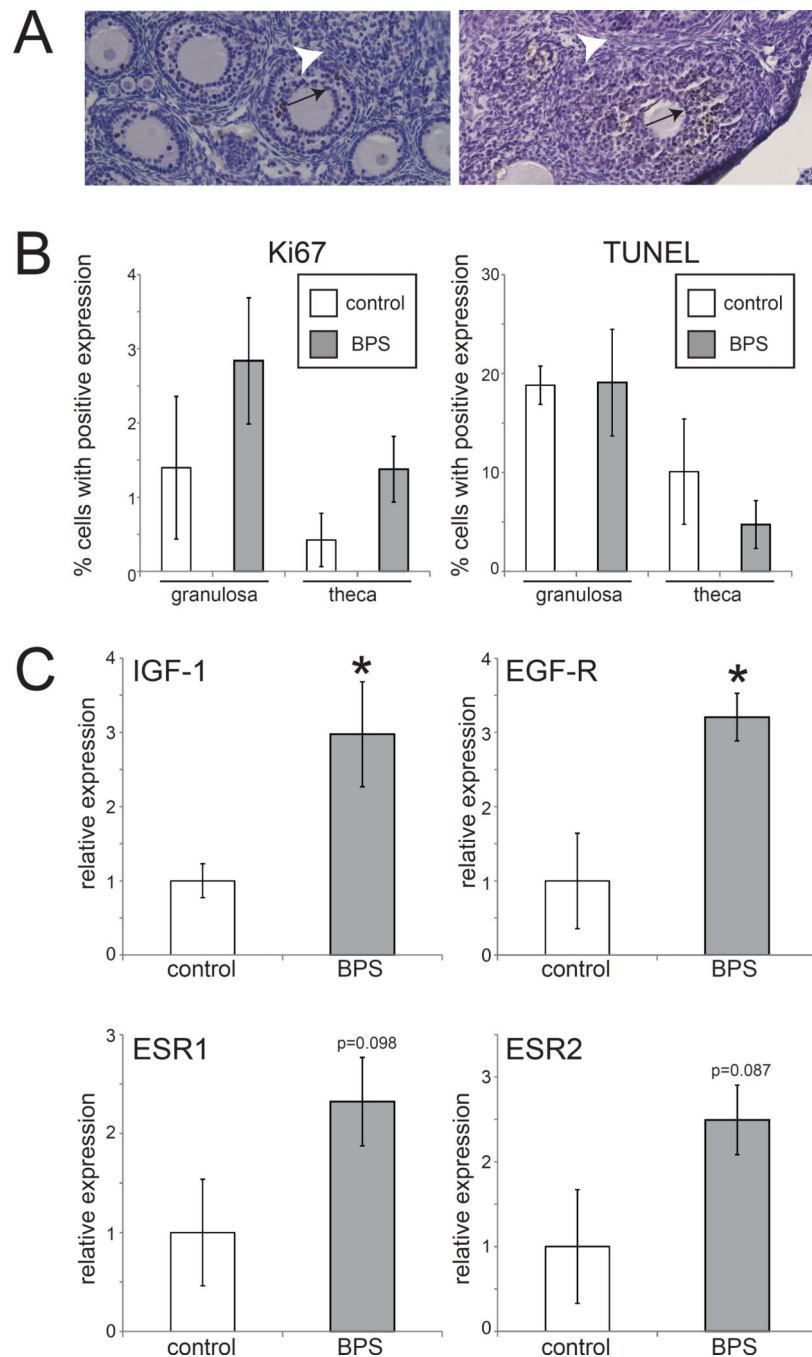 A
B
Ki67
% cells with positive expression
4
3
2
1
0
control
BPS
granulosa
theca
TUNEL
% cells with positive expression
30
20
10
0
control
BPS
granulosa
theca
C
IGF-1
*
relative expression
4
3
2
1
0
control
BPS
EGF-R
*
relative expression
4
3
2
1
0
control
BPS
ESR1
p=0.098
relative expression
3
2
1
0
control
BPS
ESR2
p=0.087
relative expression
3
2
1
0
control
BPS